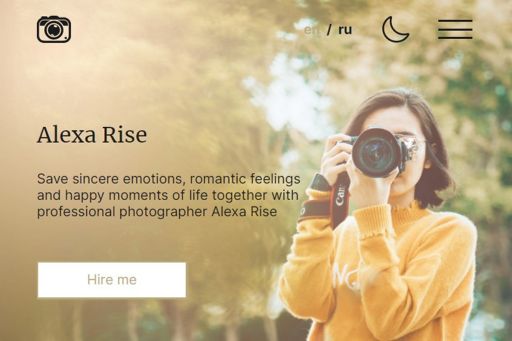 en / ru
Alexa Rise
Save sincere emotions, romantic feelings
and happy moments of life together with
professional photographer Alexa Rise
Hire me
Canon